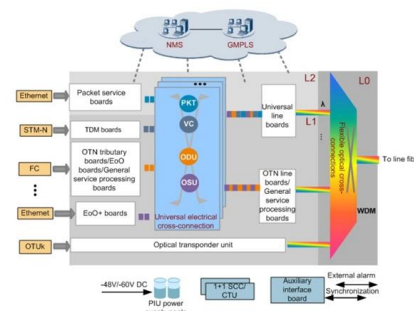 NMS
GMPLS
L2
L0
Ethernet
Packet service
boards
PKT
Universal
line
boards
L1
STM-N
TDM boards
VC
FC
OTN tributary
boards/EoO
boards/General
service processing
boards
ODU
OSU
OTN line
boards/
General
service
processing
boards
Flexible optical cross-
connections
To line fib
Ethernet
EoO+ boards
Universal electrical
cross-connection
WDM
OTUk
Optical transponder unit
-48V/-60V DC
PIU power
1+1 SCC/
CTU
Auxiliary
interface
board
External alarm
Synchronization